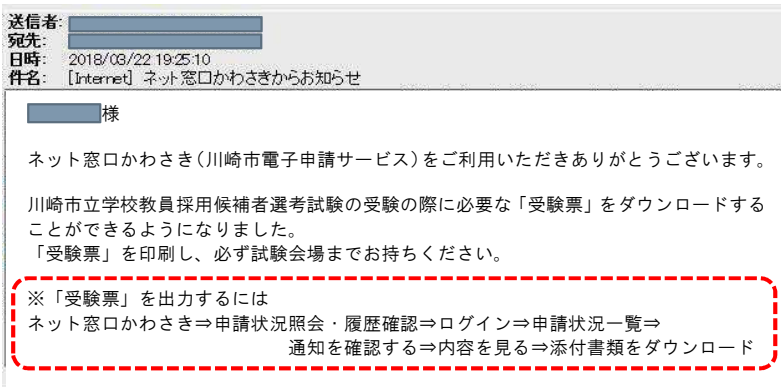 送信者:
宛先:
日時: 2018/03/22 19:25:10
件名: [Internet] ネット窓口かわさきからお知らせ
様
ネット窓口かわさき(川崎市電子申請サービス)をご利用いただきありがとうございます。
川崎市立学校教員採用候補者選考試験の受験の際に必要な「受験票」をダウンロードする
ことができるようになりました。
「受験票」を印刷し、必ず試験会場までお持ちください。
※「受験票」を出力するには
ネット窓口かわさき⇒申請状況照会・履歴確認⇒ログイン⇒申請状況一覧⇒
通知を確認する⇒内容を見る⇒添付書類をダウンロード